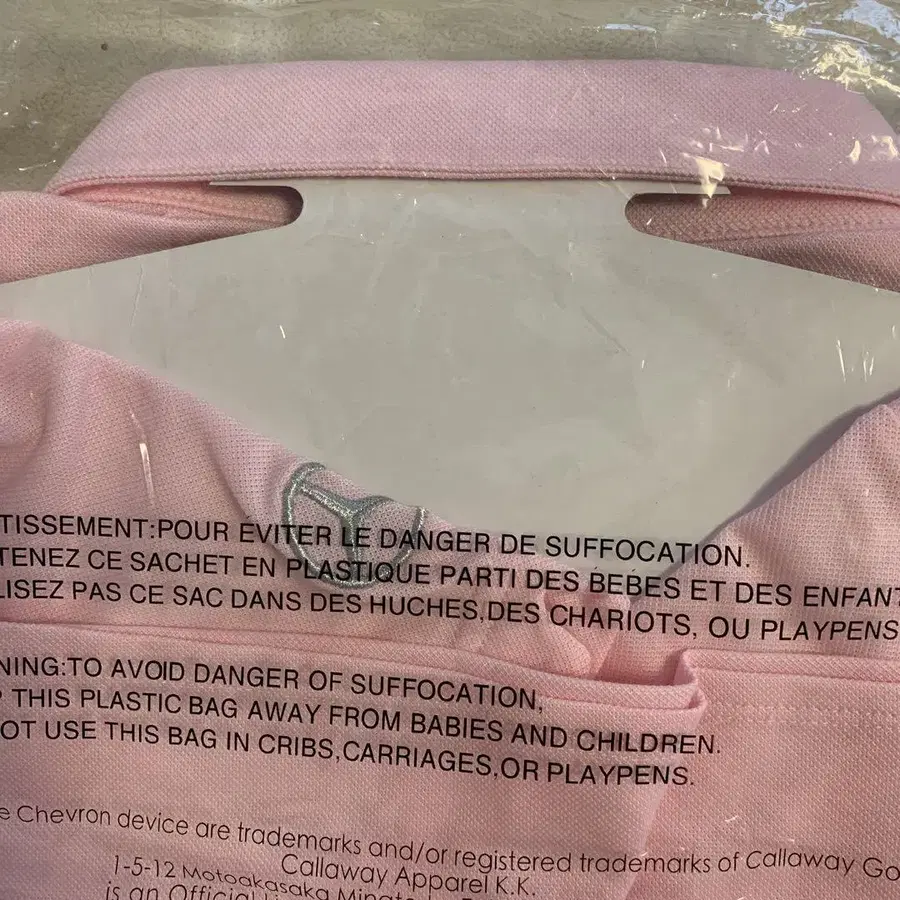 TISSEMENT:POUR EVITER LE DANGER DE SUFFOCATION.
TENEZ CE SACHET EN PLASTIQUE PARTI DES BEBES ET DES ENFANT
LISEZ PAS CE SAC DANS DES HUCHES,DES CHARIOTS, OU PLAYPENS
NING:TO AVOID DANGER OF SUFFOCATION,
P THIS PLASTIC BAG AWAY FROM BABIES AND CHILDREN.
OT USE THIS BAG IN CRIBS,CARRIAGES,OR PLAYPENS.
e Chevron device are trademarks and/or registered trademarks of Callaway Go
Callaway Apparel K.K.
1-5-12 Motoakasaka Minato
is an Official